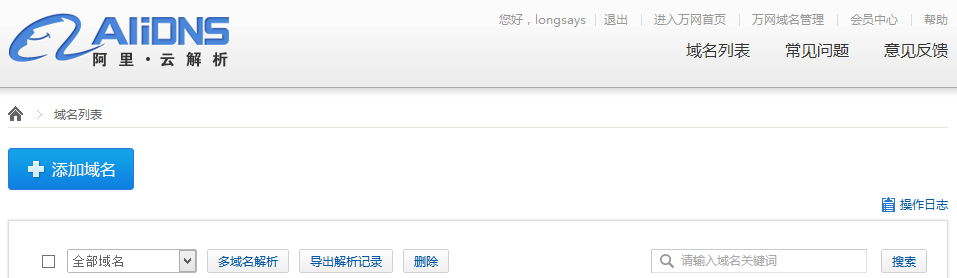 AliDNS
阿里·云解析
您好，longsays 退出 进入万网首页 万网域名管理 会员中心 帮助
域名列表 常见问题 意见反馈
域名列表
添加域名
操作日志
全部域名 多域名解析 导出解析记录 删除 请输入域名关键词 搜索